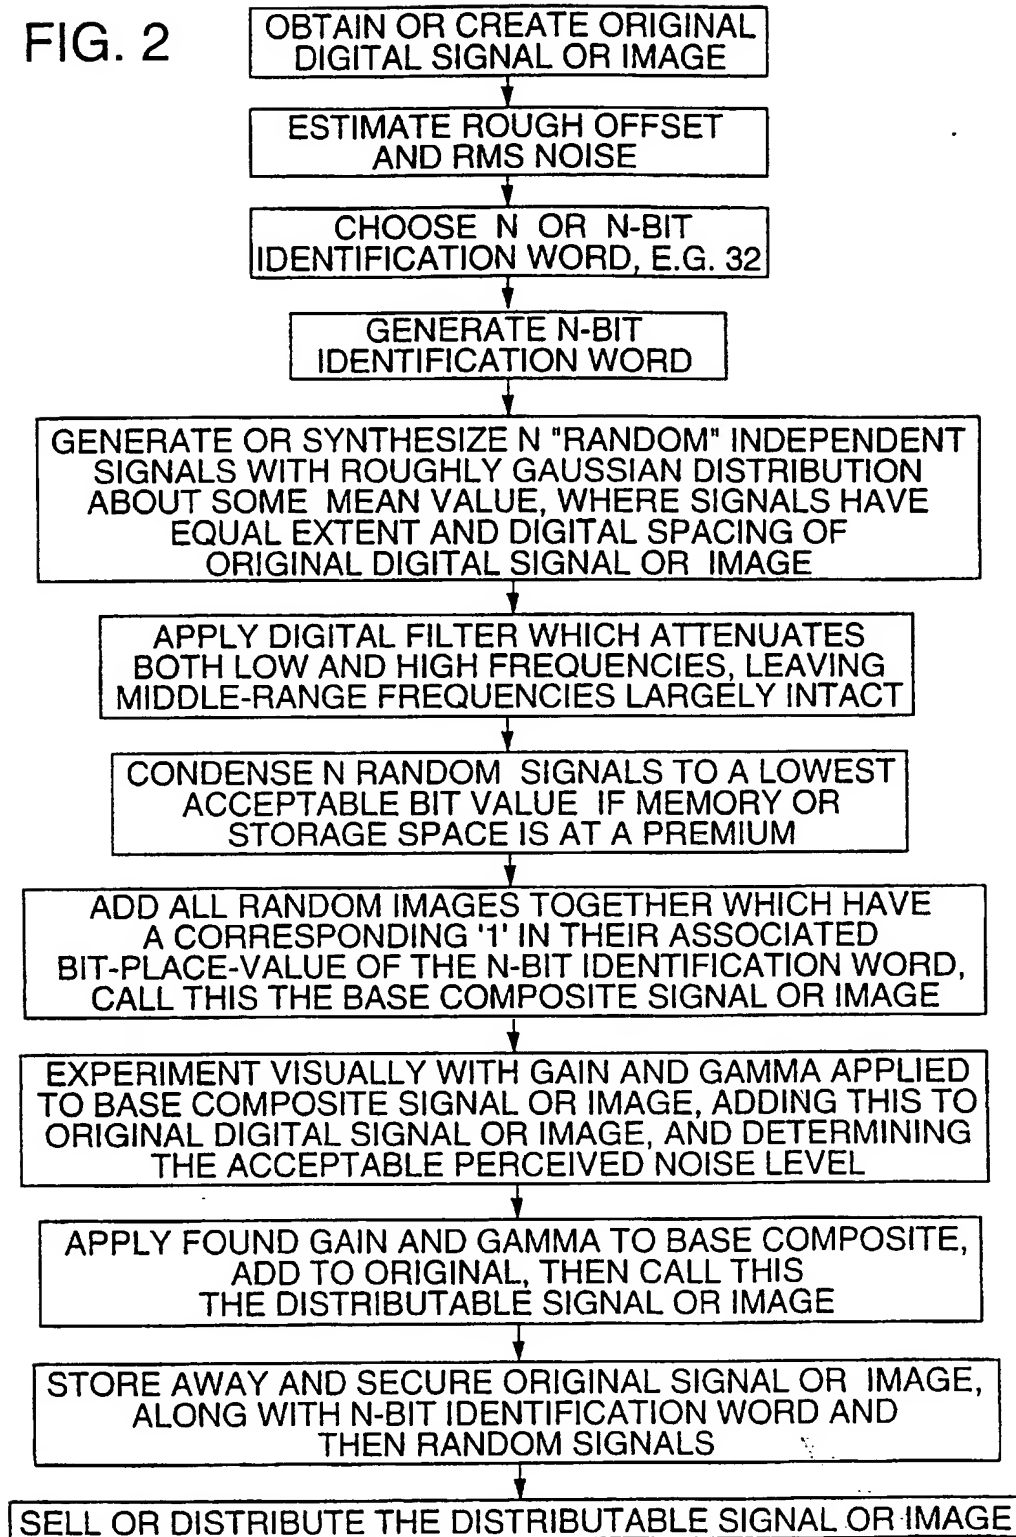 FIG. 2
OBTAIN OR CREATE ORIGINAL
DIGITAL SIGNAL OR IMAGE
ESTIMATE ROUGH OFFSET
AND RMS NOISE
CHOOSE N OR N-BIT
IDENTIFICATION WORD, E.G. 32
GENERATE N-BIT
IDENTIFICATION WORD
GENERATE OR SYNTHESIZE N "RANDOM" INDEPENDENT
SIGNALS WITH ROUGHLY GAUSSIAN DISTRIBUTION
ABOUT SOME MEAN VALUE, WHERE SIGNALS HAVE
EQUAL EXTENT AND DIGITAL SPACING OF
ORIGINAL DIGITAL SIGNAL OR IMAGE
APPLY DIGITAL FILTER WHICH ATTENUATES
BOTH LOW AND HIGH FREQUENCIES, LEAVING
MIDDLE-RANGE FREQUENCIES LARGELY INTACT
CONDENSE N RANDOM SIGNALS TO A LOWEST
ACCEPTABLE BIT VALUE IF MEMORY OR
STORAGE SPACE IS AT A PREMIUM
ADD ALL RANDOM IMAGES TOGETHER WHICH HAVE
A CORRESPONDING '1' IN THEIR ASSOCIATED
BIT-PLACE-VALUE OF THE N-BIT IDENTIFICATION WORD,
CALL THIS THE BASE COMPOSITE SIGNAL OR IMAGE
EXPERIMENT VISUALLY WITH GAIN AND GAMMA APPLIED
TO BASE COMPOSITE SIGNAL OR IMAGE, ADDING THIS TO
ORIGINAL DIGITAL SIGNAL OR IMAGE, AND DETERMINING
THE ACCEPTABLE PERCEIVED NOISE LEVEL
APPLY FOUND GAIN AND GAMMA TO BASE COMPOSITE,
ADD TO ORIGINAL, THEN CALL THIS
THE DISTRIBUTABLE SIGNAL OR IMAGE
STORE AWAY AND SECURE ORIGINAL SIGNAL OR IMAGE,
ALONG WITH N-BIT IDENTIFICATION WORD AND
THEN RANDOM SIGNALS
SELL OR DISTRIBUTE THE DISTRIBUTABLE SIGNAL OR IMAGE